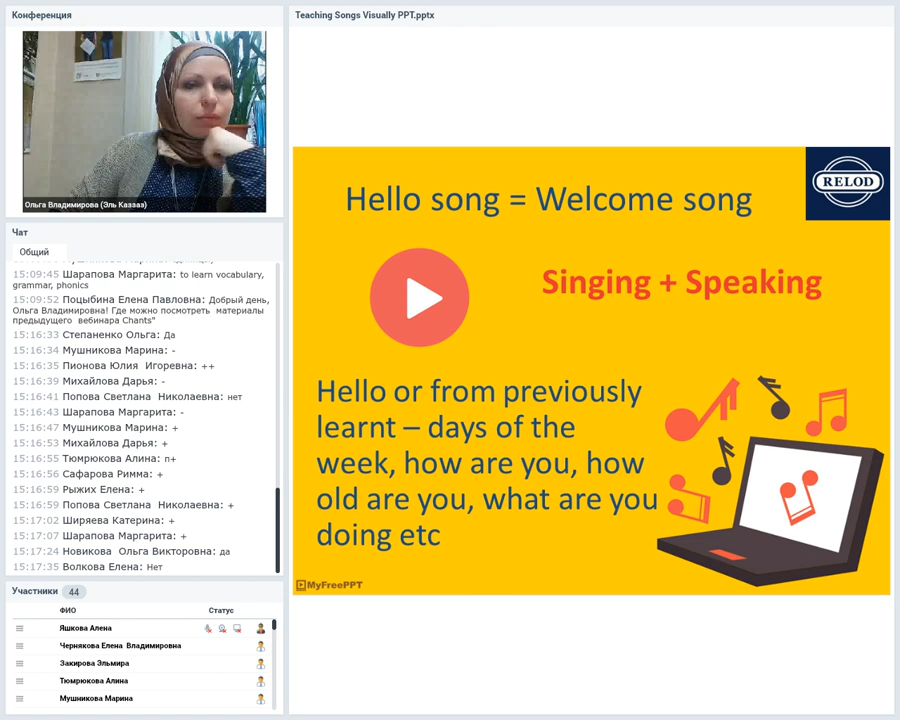 Конференция
Ольга Владимирова (Эль Каззаз)
Чат
Общий
15:09:45 Шарапова Маргарита: to learn vocabulary,
grammar, phonics
15:09:52 Поцыбина Елена Павловна: Добрый день,
Ольга Владимировна! Где можно посмотреть материалы
предыдущего вебинара Chants"
15:16:33 Степаненко Ольга: Да
15:16:34 Мушникова Марина: -
15:16:35 Пионова Юлия Игоревна: ++
15:16:39 Михайлова Дарья: -
15:16:41 Попова Светлана Николаевна: нет
15:16:43 Шарапова Маргарита: -
15:16:47 Мушникова Марина: +
15:16:53 Михайлова Дарья: +
15:16:55 Тюмрюкова Алина: п+
15:16:56 Сафарова Римма: +
15:16:59 Рыжих Елена: +
15:16:59 Попова Светлана Николаевна: +
15:17:02 Ширяева Катерина: +
15:17:07 Шарапова Маргарита: +
15:17:24 Новикова Ольга Викторовна: да
15:17:35 Волкова Елена: Нет
Участники 44
ФИО Статус
Яшкова Алена
Чернякова Елена Владимировна
Закирова Эльмира
Тюмрюкова Алина
Мушникова Марина
Teaching Songs Visually PPT.pptx
Hello song = Welcome song
RELOD
Singing + Speaking
Hello or from previously
learnt – days of the
week, how are you, how
old are you, what are you
doing etc
MyFreePPT